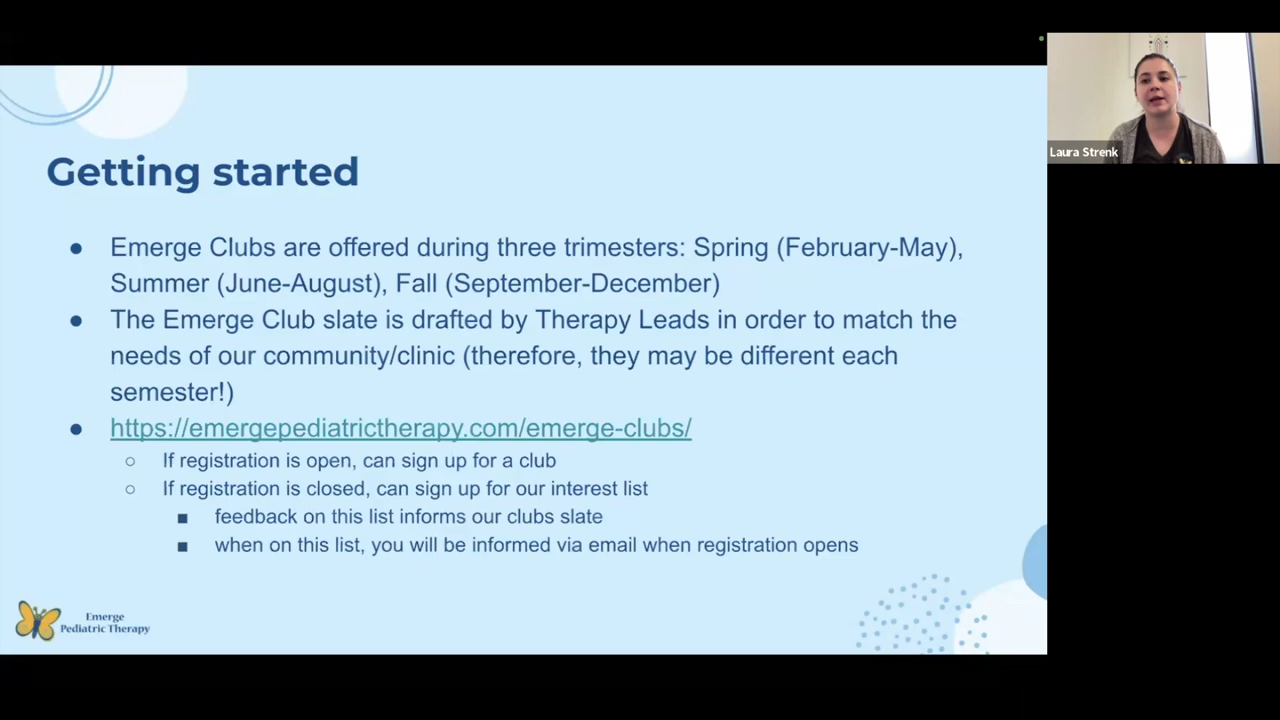 Getting started
● Emerge Clubs are offered during three trimesters: Spring (February-May),
Summer (June-August), Fall (September-December)
● The Emerge Club slate is drafted by Therapy Leads in order to match the
needs of our community/clinic (therefore, they may be different each
semester!)
● https://emergepediatrictherapy.com/emerge-clubs/
○ If registration is open, can sign up for a club
○ If registration is closed, can sign up for our interest list
■ feedback on this list informs our clubs slate
■ when on this list, you will be informed via email when registration opens
Emerge
Pediatric Therapy
Laura Strenk